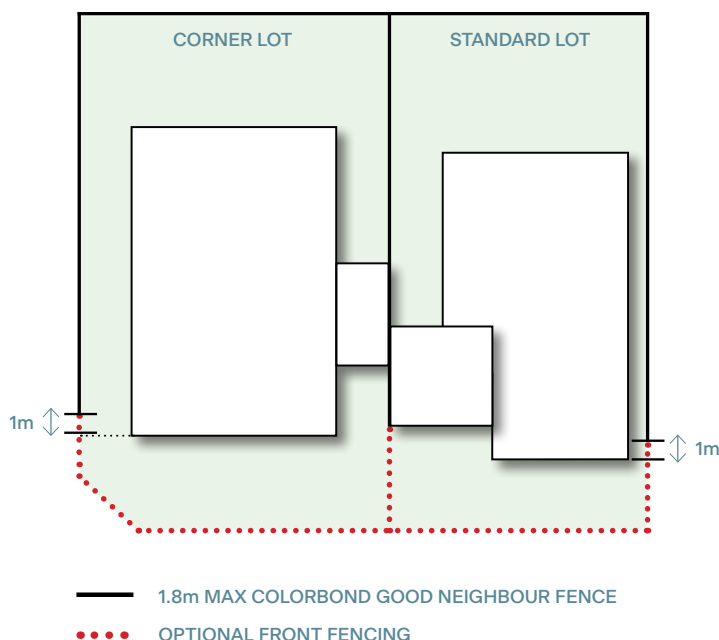 CORNER LOT
STANDARD LOT
1m
1m
1.8m MAX COLORBOND GOOD NEIGHBOUR FENCE
OPTIONAL FRONT FENCING